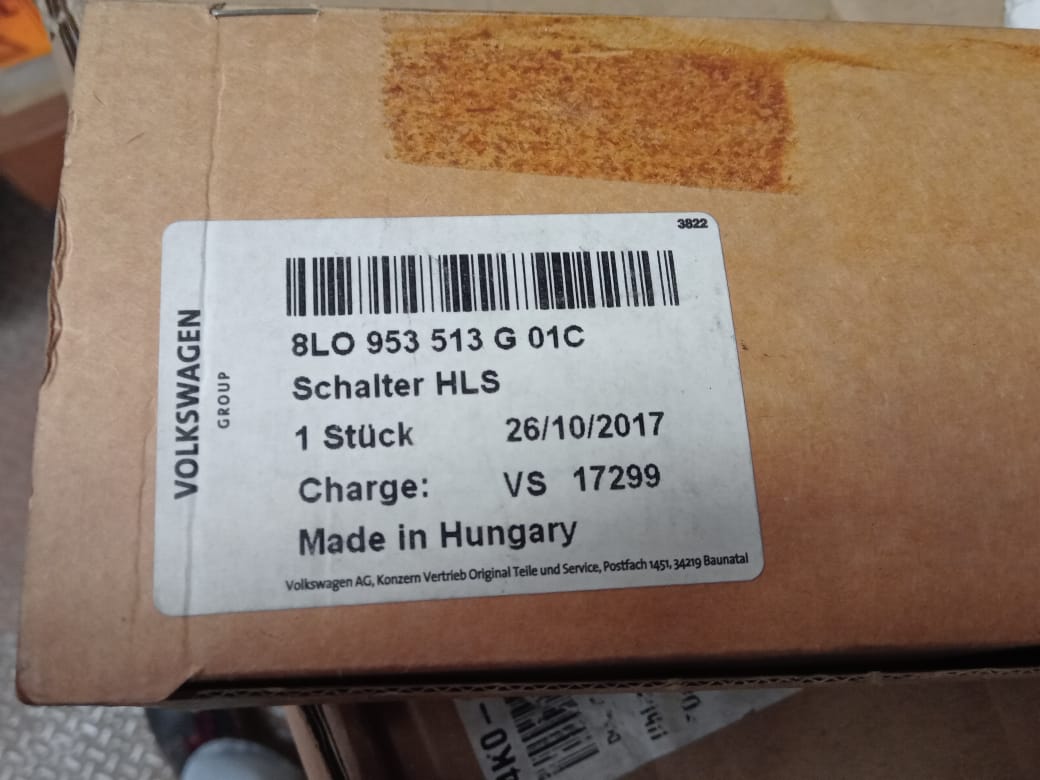 3822
8LO 953 513 G 01C
Schalter HLS
1 Stück 26/10/2017
Charge: VS 17299
Made in Hungary
Volkswagen AG, Konzern Vertrieb Original Teile und Service, Postfach 1451, 34219 Baunatal
VOLKSWAGEN
GROUP
4K0-